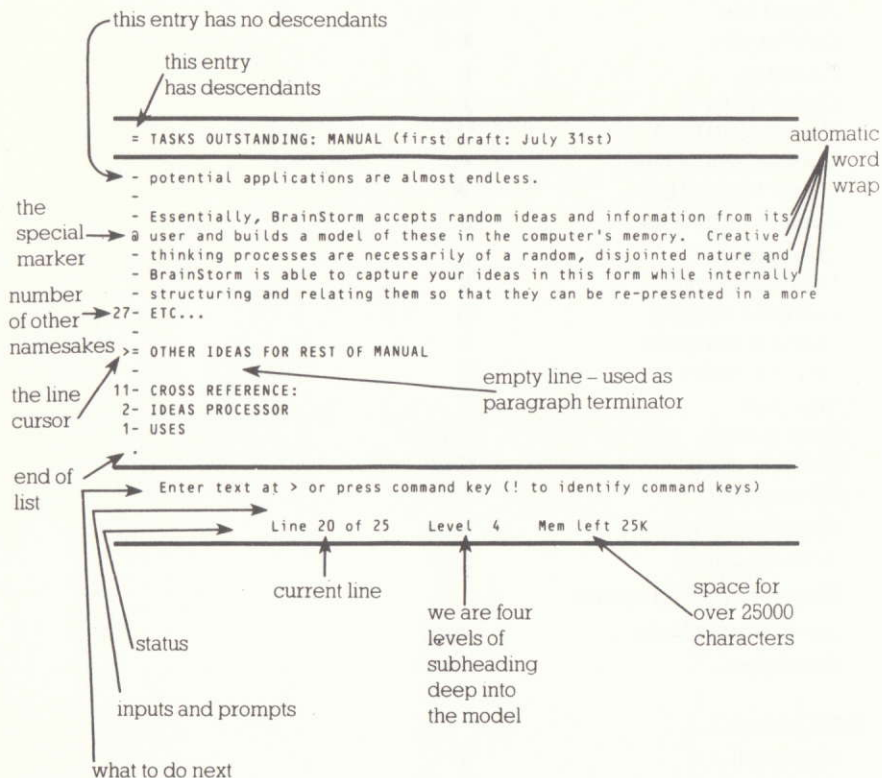 this entry has no descendants
this entry
has descendants
= TASKS OUTSTANDING: MANUAL (first draft: July 31st)
automatic
word
wrap
- potential applications are almost endless.
-
- Essentially, BrainStorm accepts random ideas and information from its
@ user and builds a model of these in the computer's memory. Creative
- thinking processes are necessarily of a random, disjointed nature and
- BrainStorm is able to capture your ideas in this form while internally
- structuring and relating them so that they can be re-presented in a more
27- ETC...
-
>= OTHER IDEAS FOR REST OF MANUAL
-
11- CROSS REFERENCE:
2- IDEAS PROCESSOR
1- USES
.
the
special
marker
number
of other
namesakes
the line
cursor
empty line – used as
paragraph terminator
end of
list
Enter text at > or press command key (! to identify command keys)
Line 20 of 25 Level 4 Mem left 25K
current line
we are four
levels of
subheading
deep into
the model
space for
over 25000
characters
status
inputs and prompts
what to do next